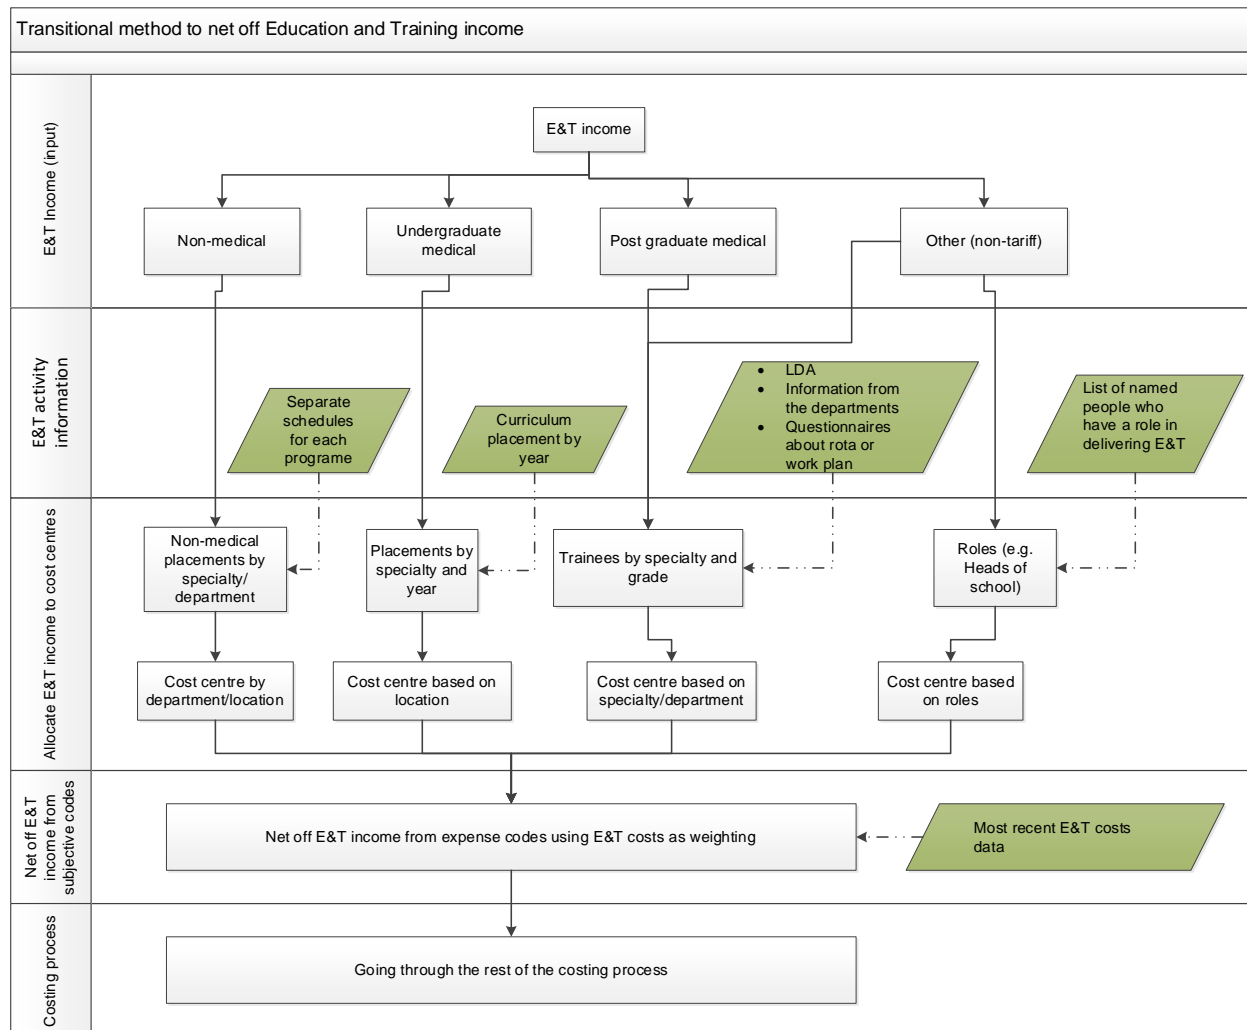 Transitional method to net off Education and Training income
E&T Income (input)
E&T income
Non-medical
Undergraduate
medical
Post graduate medical
Other (non-tariff)
E&T activity
information
Separate
schedules
for each
programe
Curriculum
placement by
year
• LDA
• Information from
the departments
• Questionnaires
about rota or
work plan
List of named
people who
have a role in
delivering E&T
Allocate E&T income to cost centres
Non-medical
placements by
specialty/
department
Placements by
specialty and
year
Trainees by specialty and
grade
Roles (e.g.
Heads of
school)
Cost centre by
department/location
Cost centre based on
location
Cost centre based on
specialty/department
Cost centre based
on roles
Net off E&T
income from
subjective codes
Net off E&T income from expense codes using E&T costs as weighting
Most recent E&T costs
data
Costing process
Going through the rest of the costing process